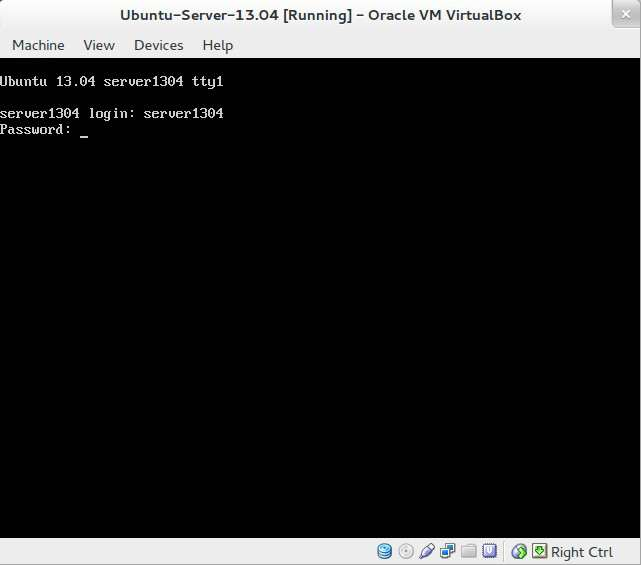 Ubuntu-Server-13.04 [Running] - Oracle VM VirtualBox
Machine View Devices Help
Ubuntu 13.04 server1304 tty1
server1304 login: server1304
Password: _
Right Ctrl